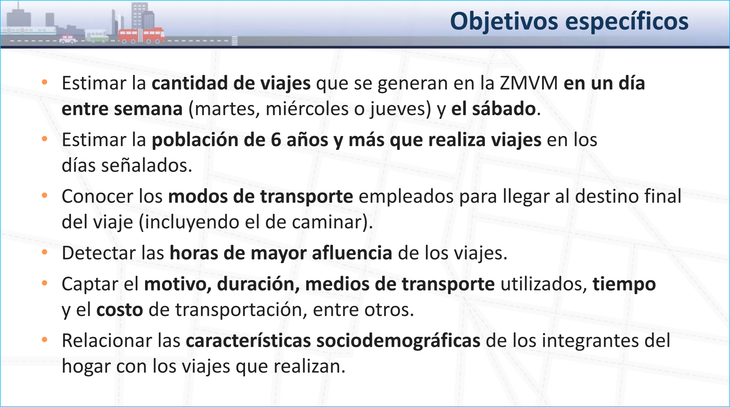 Objetivos específicos
• Estimar la cantidad de viajes que se generan en la ZMVM en un día
entre semana (martes, miércoles o jueves) y el sábado.
• Estimar la población de 6 años y más que realiza viajes en los
días señalados.
• Conocer los modos de transporte empleados para llegar al destino final
del viaje (incluyendo el de caminar).
• Detectar las horas de mayor afluencia de los viajes.
• Captar el motivo, duración, medios de transporte utilizados, tiempo
y el costo de transportación, entre otros.
• Relacionar las características sociodemográficas de los integrantes del
hogar con los viajes que realizan.